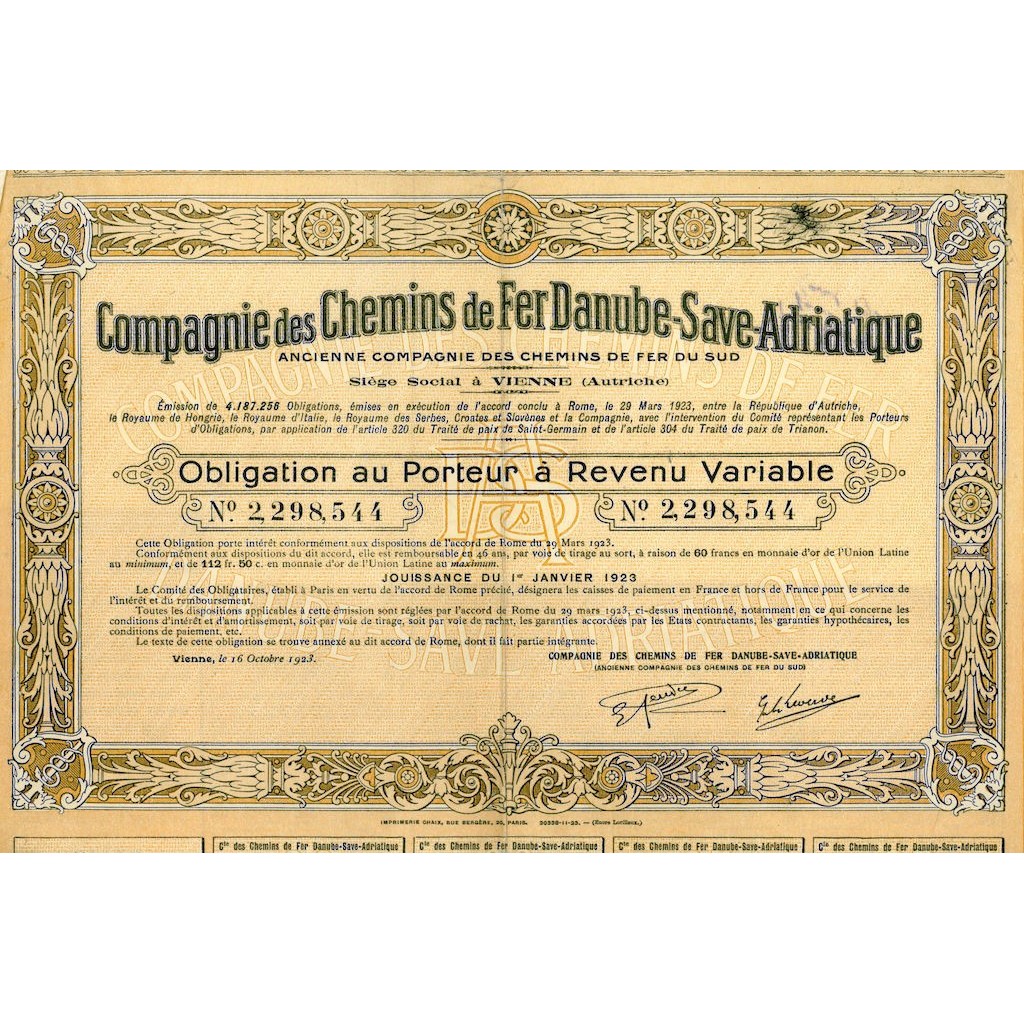 Compagnie des Chemins de Fer Danube-Save-Adriatique
ANCIENNE COMPAGNIE DES CHEMINS DE FER DU SUD
Siège Social à VIENNE (Autriche)
Émission de 4.187.256 Obligations, émises en exécution de l'accord conclu à Rome, le 29 Mars 1923, entre la République d'Autriche,
le Royaume de Hongrie, le Royaume d'Italie, le Royaume des Serbes, Croates et Slovènes et la Compagnie, avec l'intervention du Comité représentant les Porteurs
d'Obligations, par application de l'article 320 du Traité de paix de Saint-Germain et de l'article 304 du Traité de paix de Trianon.
Obligation au Porteur à Revenu Variable
No. 2,298,544 No. 2,298,544
Cette Obligation porte intérêt conformément aux dispositions de l'accord de Rome du 29 Mars 1923.
Conformément aux dispositions du dit accord, elle est remboursable en 46 ans, par voie de tirage au sort, à raison de 60 francs en monnaie d'or de l'Union Latine
au minimum, et de 112 fr. 50 c. en monnaie d'or de l'Union Latine au maximum.
JOUISSANCE DU 1er JANVIER 1923
Le Comité des Obligataires, établi à Paris en vertu de l'accord de Rome précité, désignera les caisses de paiement en France et hors de France pour le service de
l'intérêt et du remboursement.
Toutes les dispositions applicables à cette émission sont réglées par l'accord de Rome du 29 mars 1923, ci-dessus mentionné, notamment en ce qui concerne les
conditions d'intérêt et d'amortissement, soit par voie de tirage, soit par voie de rachat, les garanties accordées par les Etats contractants, les garanties hypothécaires, les
conditions de paiement, etc.
Le texte de cette obligation se trouve annexé au dit accord de Rome, dont il fait partie intégrante.
Vienne, le 16 Octobre 1923.
COMPAGNIE DES CHEMINS DE FER DANUBE-SAVE-ADRIATIQUE
(ANCIENNE COMPAGNIE DES CHEMINS DE FER DU SUD)
COMPAGNIE DES CHEMINS DE FER
DANUBE SAVE ADRIATIQUE
IMPRIMERIE CHAIX, RUE BERGÈRE, 20, PARIS. — 20338-11-23. — (Encre Lorilleux.)
Cie des Chemins de Fer Danube-Save-Adriatique Cie des Chemins de Fer Danube-Save-Adriatique Cie des Chemins de Fer Danube-Save-Adriatique Cie des Chemins de Fer Danube-Save-Adriatique